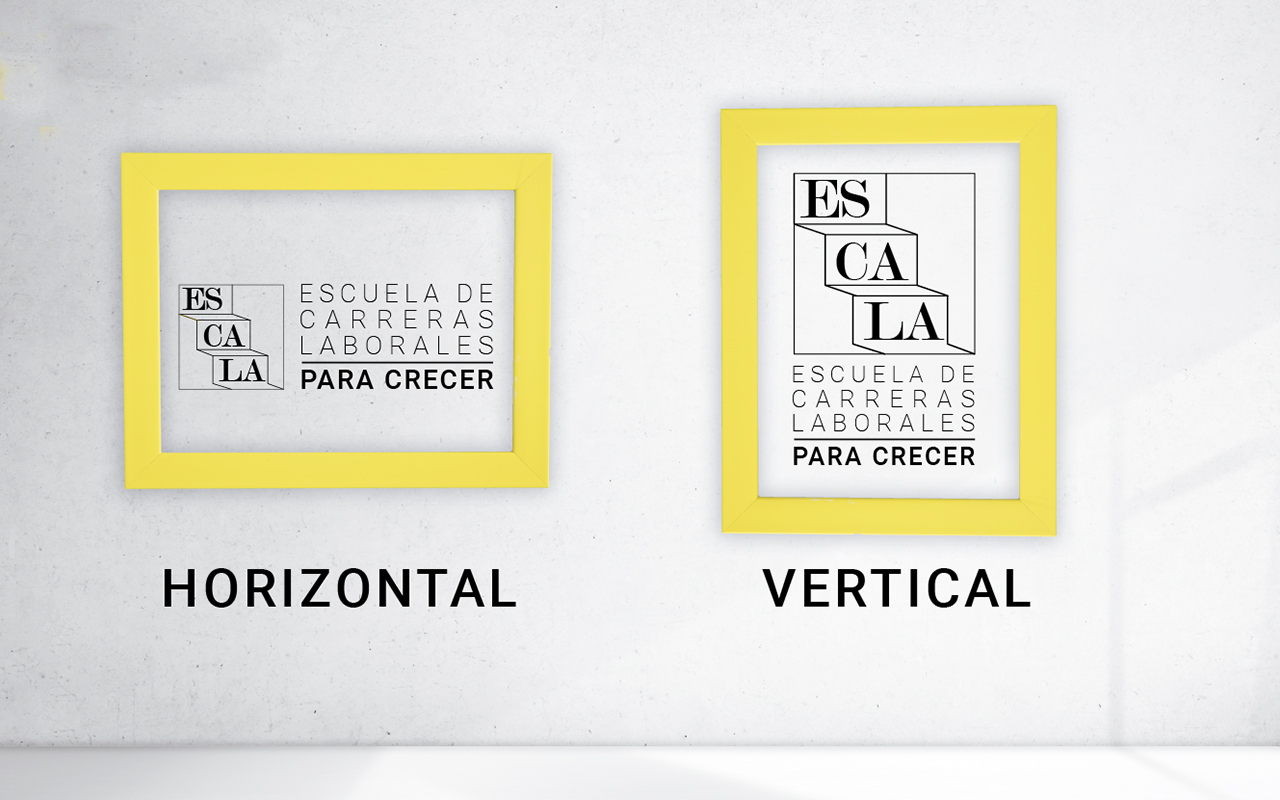 ES
CA
LA
ESCUELA DE
CARRERAS
LABORALES
PARA CRECER
HORIZONTAL
ES
CA
LA
ESCUELA DE
CARRERAS
LABORALES
PARA CRECER
VERTICAL